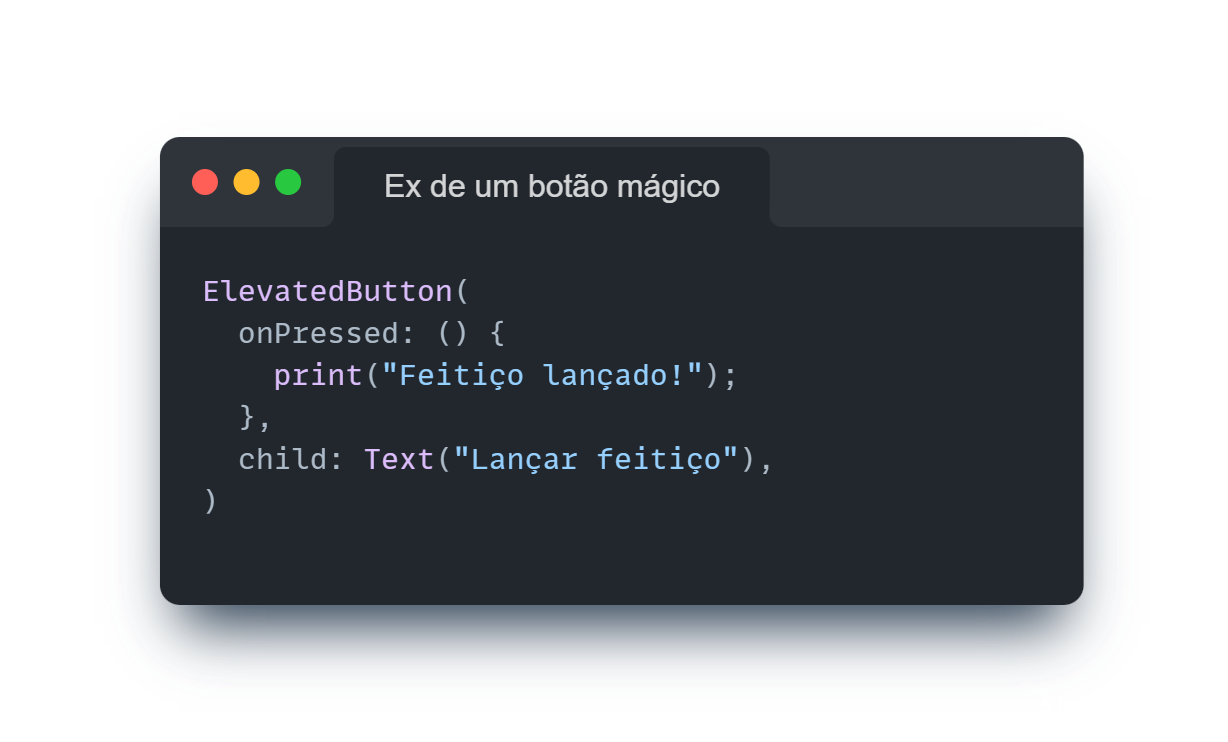 Ex de um botão mágico
ElevatedButton(
  onPressed: () {
    print("Feitiço lançado!");
  },
  child: Text("Lançar feitiço"),
)